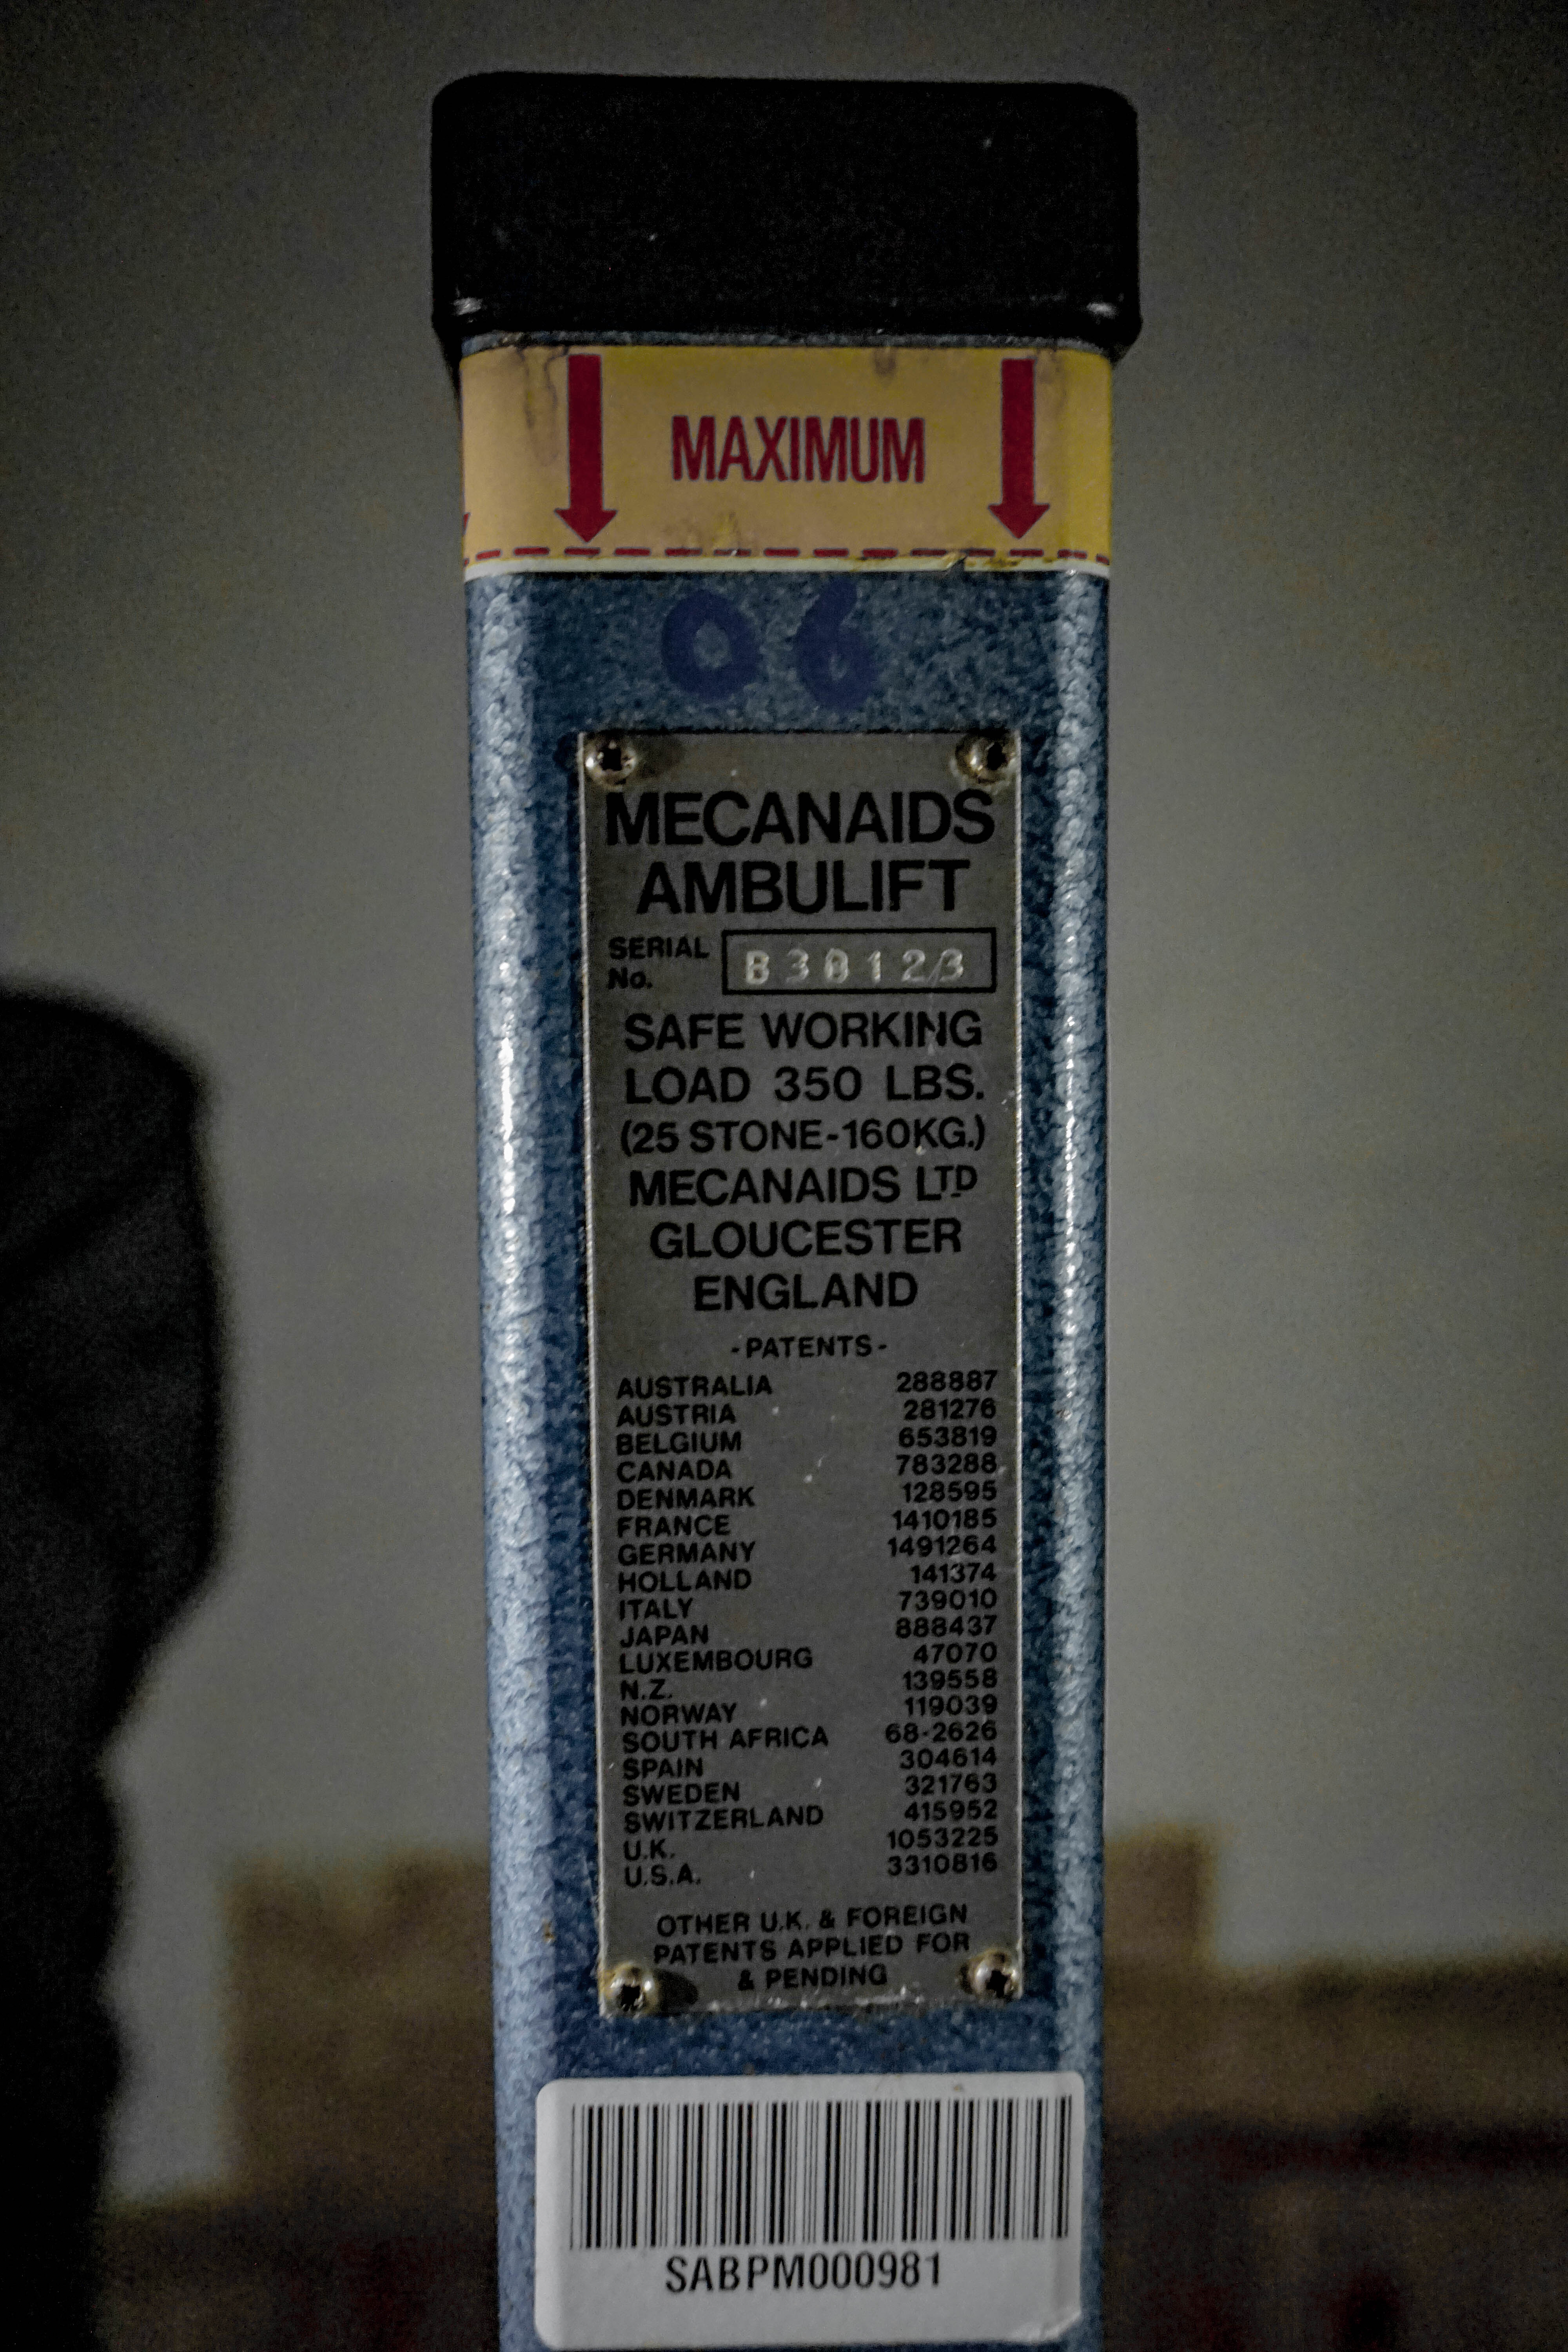 MAXIMUM
06
MECANAIDS
AMBULIFT
SERIAL
No.
SAFE WORKING
LOAD 350 LBS.
(25 STONE-160KG.)
MECANAIDS LTD
GLOUCESTER
ENGLAND
-PATENTS-
AUSTRALIA 288887
AUSTRIA 281276
BELGIUM 653819
CANADA 783288
DENMARK 128595
FRANCE 1410185
GERMANY 1491264
HOLLAND 141374
ITALY 739010
JAPAN 888437
LUXEMBOURG 47070
N.Z. 139558
NORWAY 119039
SOUTH AFRICA 68-2626
SPAIN 304614
SWEDEN 321763
SWITZERLAND 415952
U.K. 1053225
U.S.A. 3310816
OTHER U.K. & FOREIGN
PATENTS APPLIED FOR
& PENDING
SABPM000981